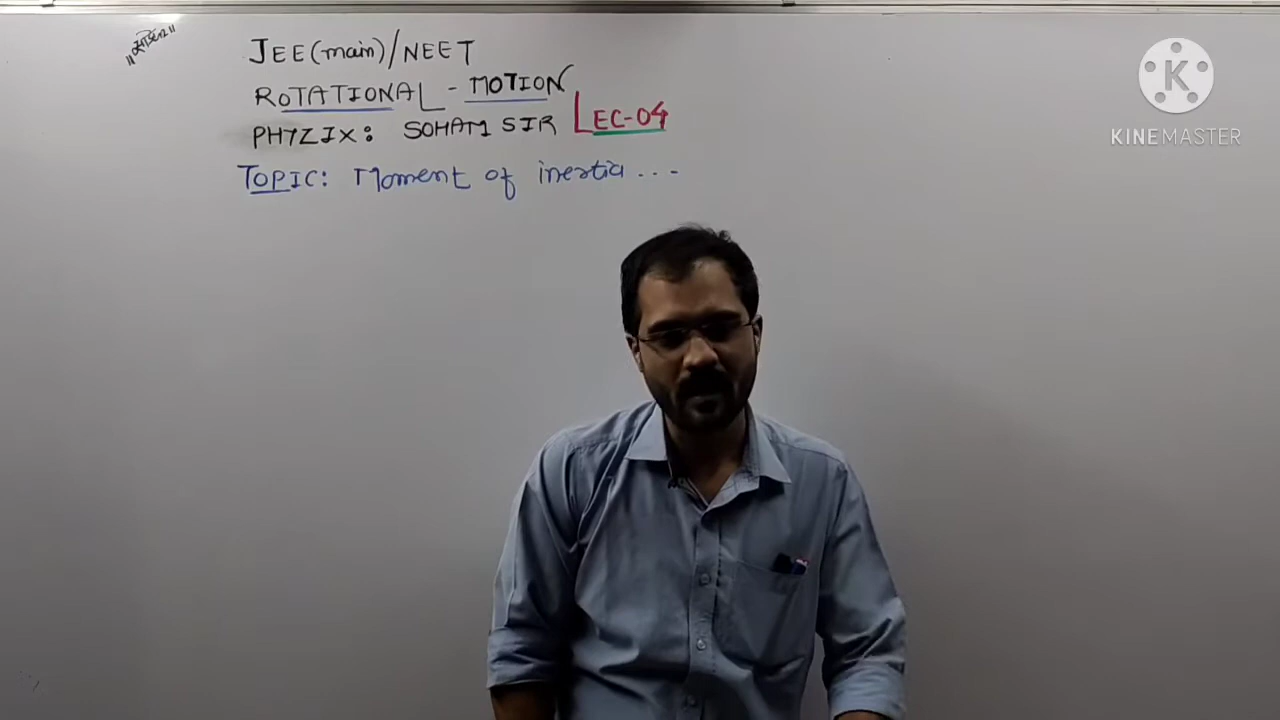 JEE(main)/NEET
ROTATIONAL - MOTION
PHYZIX: SOHAM SIR LEC-04
TOPIC: Moment of inertia ...
K
KINEMASTER